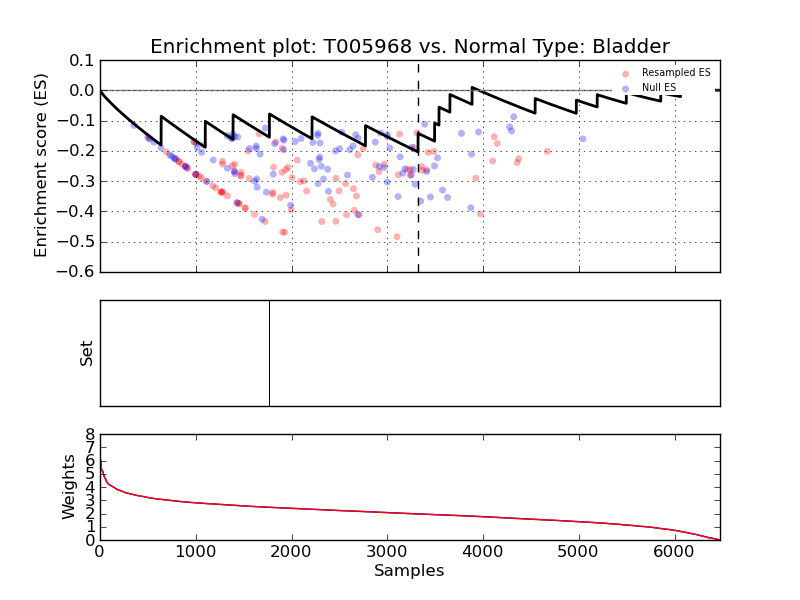 Enrichment plot: T005968 vs. Normal Type: Bladder
Enrichment score (ES)
0.1
0.0
−0.1
−0.2
−0.3
−0.4
−0.5
−0.6
Resampled ES
Null ES
Set
Weights
8
7
6
5
4
3
2
1
0
0 1000 2000 3000 4000 5000 6000
Samples